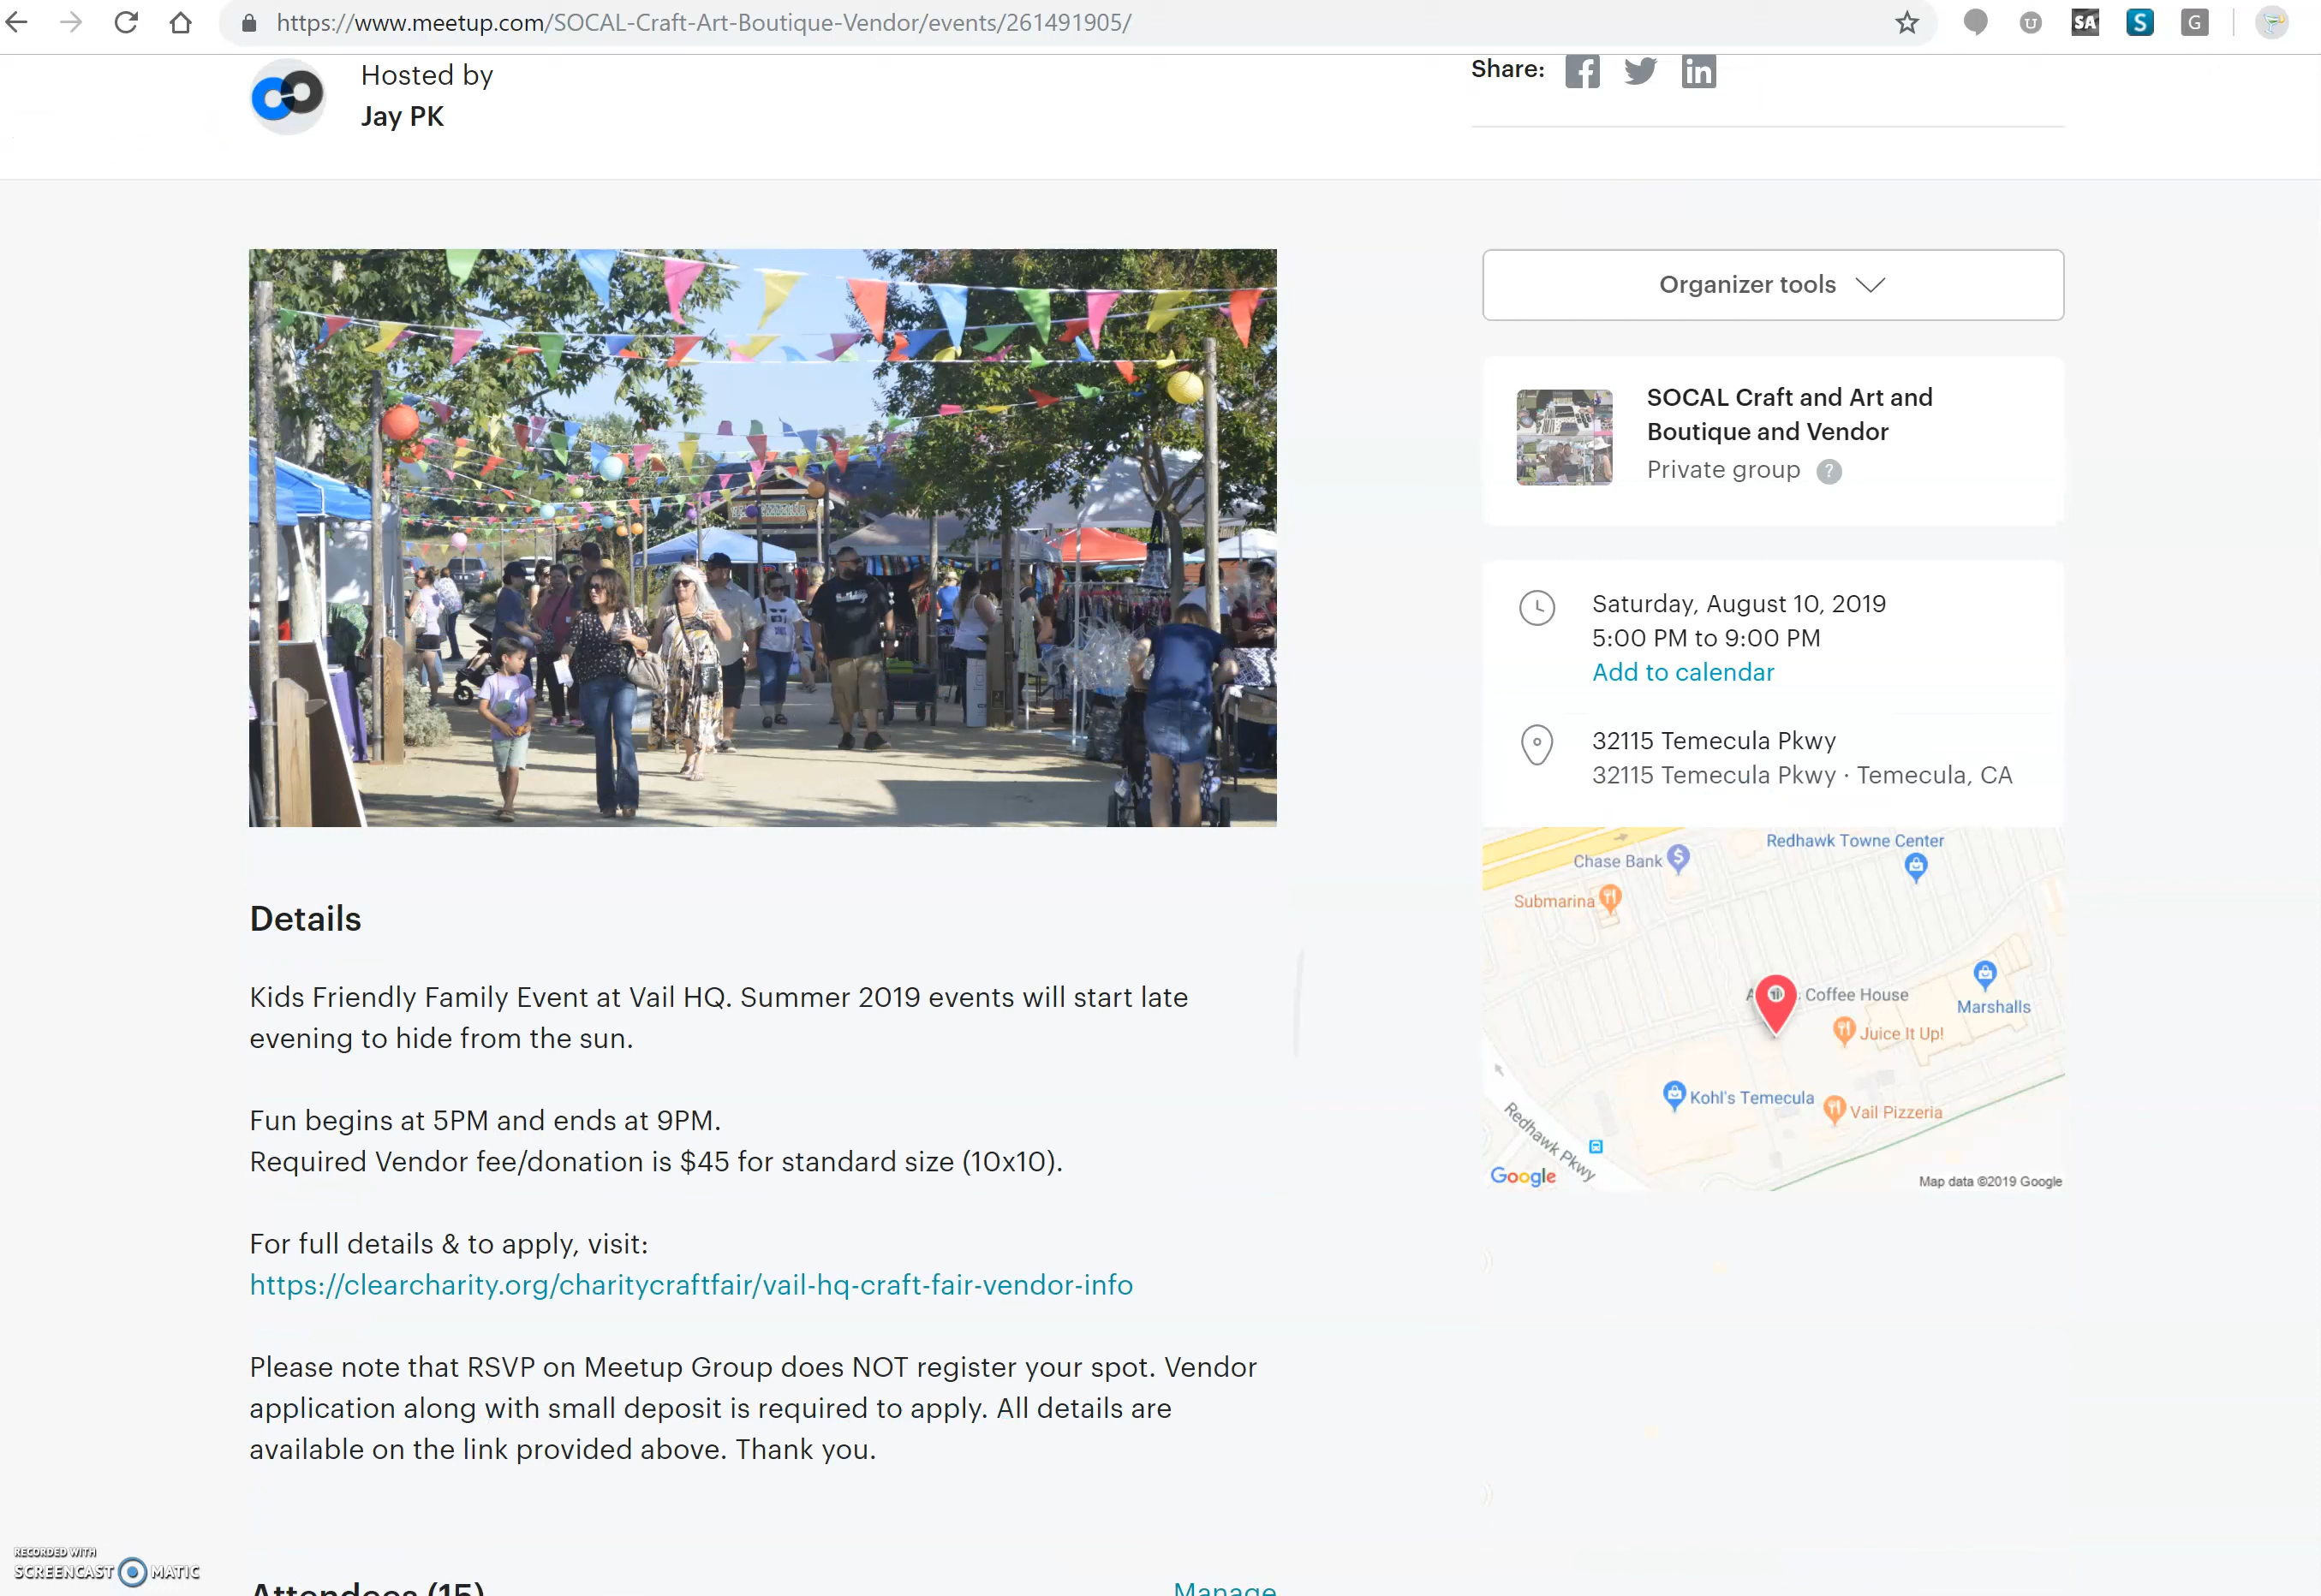 https://www.meetup.com/SOCAL-Craft-Art-Boutique-Vendor/events/261491905/
U
SA
S
G
Hosted by
Jay PK
Share:
Organizer tools
SOCAL Craft and Art and
Boutique and Vendor
Private group ?
Saturday, August 10, 2019
5:00 PM to 9:00 PM
Add to calendar
32115 Temecula Pkwy
32115 Temecula Pkwy · Temecula, CA
Redhawk Towne Center
Chase Bank
Submarina
Coffee House
Marshalls
Juice It Up!
Kohl's Temecula
Vail Pizzeria
Redhawk Pkwy
Google
Map data ©2019 Google
Details
Kids Friendly Family Event at Vail HQ. Summer 2019 events will start late
evening to hide from the sun.
Fun begins at 5PM and ends at 9PM.
Required Vendor fee/donation is $45 for standard size (10x10).
For full details & to apply, visit:
https://clearcharity.org/charitycraftfair/vail-hq-craft-fair-vendor-info
Please note that RSVP on Meetup Group does NOT register your spot. Vendor
application along with small deposit is required to apply. All details are
available on the link provided above. Thank you.
Attendees (15)
Manage
RECORDED WITH
SCREENCAST MATIC